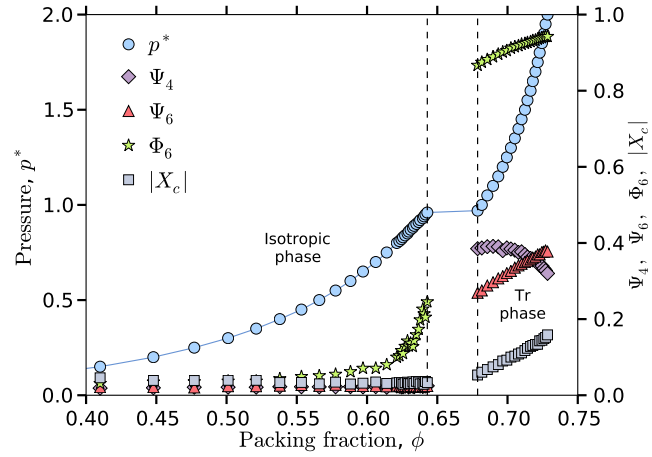 2.0
1.5
1.0
0.5
0.0
Pressure, p*
p*
Ψ₄
Ψ₆
Φ₆
|X_c|
Isotropic
phase
Tr
phase
1.0
0.8
0.6
0.4
0.2
0.0
Ψ₄, Ψ₆, Φ₆, |X_c|
0.40 0.45 0.50 0.55 0.60 0.65 0.70 0.75
Packing fraction, ϕ